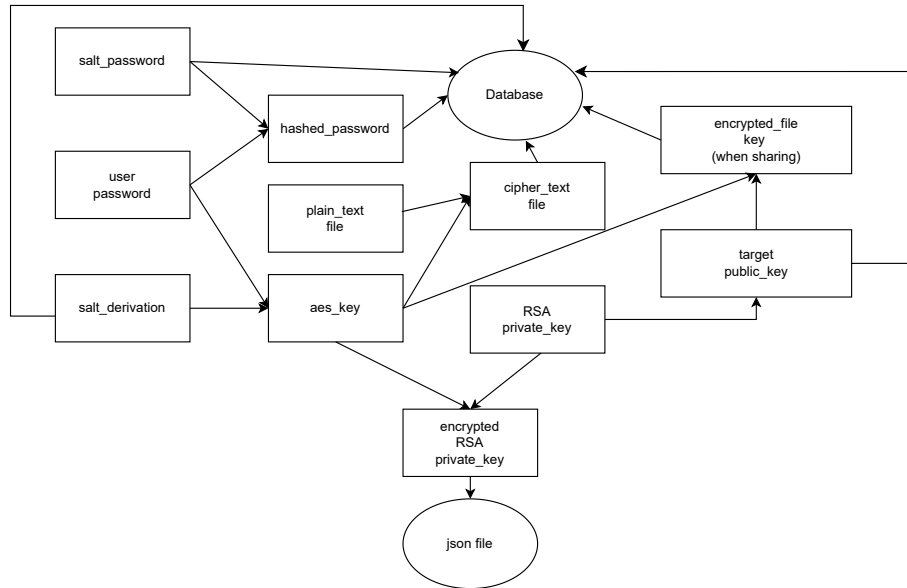 salt_password
Database
hashed_password
encrypted_file
key
(when sharing)
user
password
cipher_text
file
plain_text
file
target
public_key
salt_derivation
aes_key
RSA
private_key
encrypted
RSA
private_key
json file